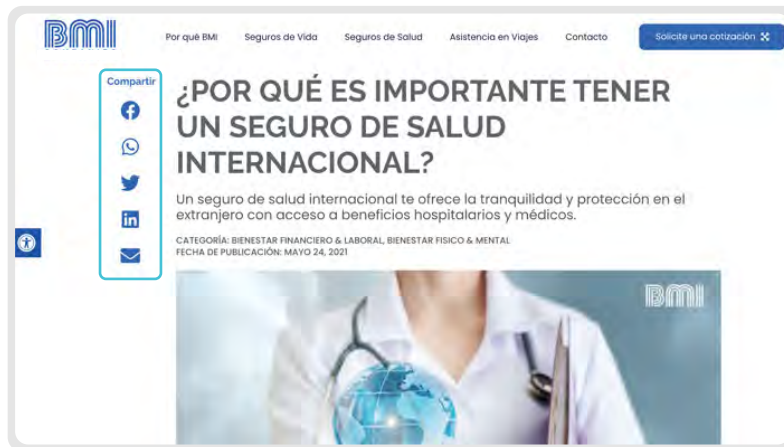 BMI
Por qué BMI
Seguros de Vida
Seguros de Salud
Asistencia en Viajes
Contacto
Solicite una cotización
Compartir
¿POR QUÉ ES IMPORTANTE TENER
UN SEGURO DE SALUD
INTERNACIONAL?
Un seguro de salud internacional te ofrece la tranquilidad y protección en el
extranjero con acceso a beneficios hospitalarios y médicos.
CATEGORÍA: BIENESTAR FINANCIERO & LABORAL, BIENESTAR FISICO & MENTAL
FECHA DE PUBLICACIÓN: MAYO 24, 2021
BMI